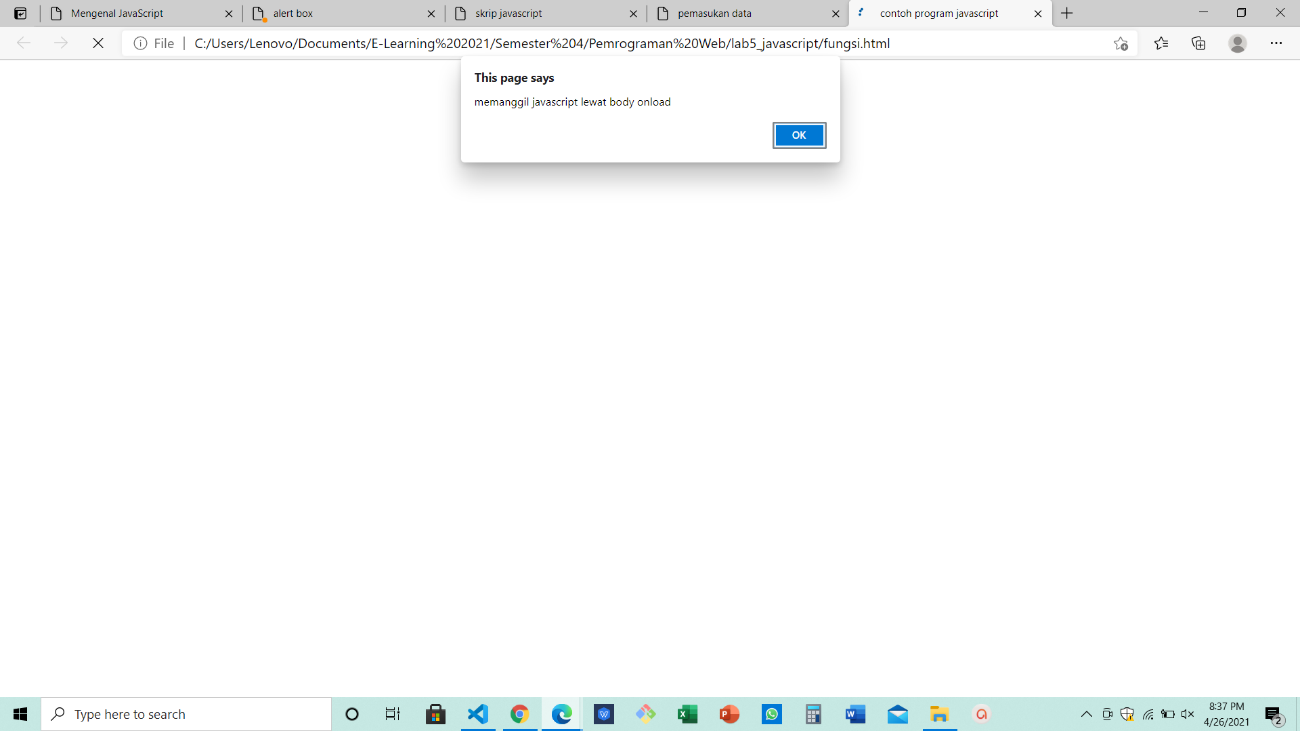 Mengenal JavaScript
alert box
skrip javascript
pemasukan data
contoh program javascript
File | C:/Users/Lenovo/Documents/E-Learning%202021/Semester%204/Pemrograman%20Web/lab5_javascript/fungsi.html
This page says
memanggil javascript lewat body onload
OK
Type here to search
8:37 PM
4/26/2021
2